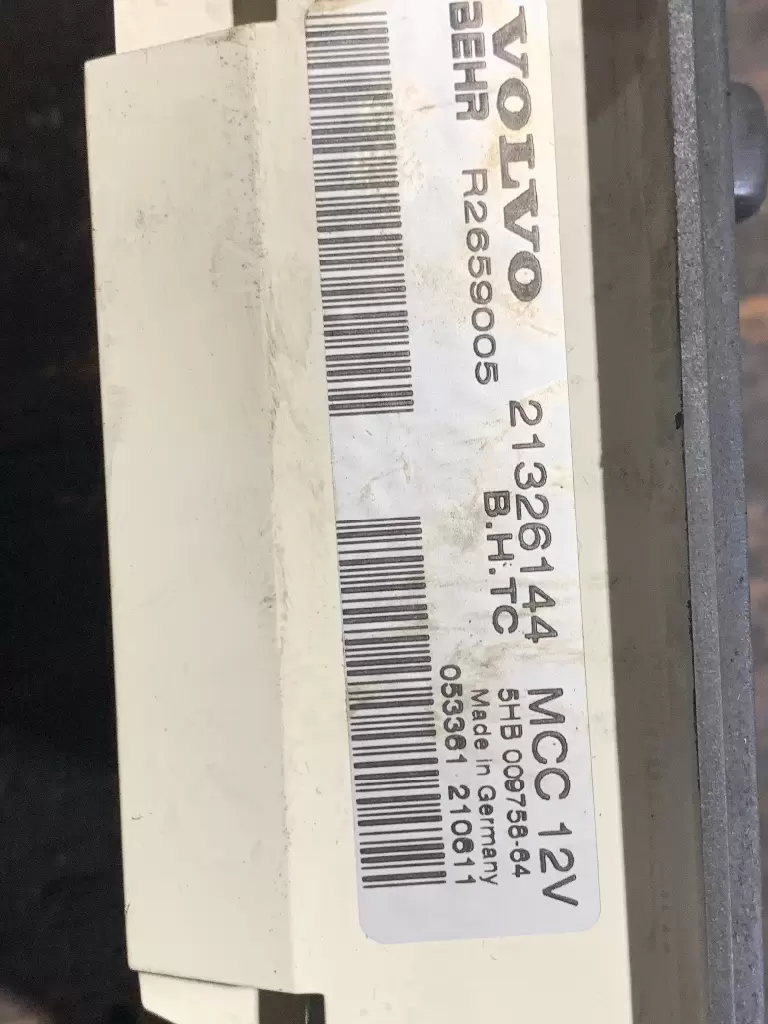 VOLVO 21326144 MCC 12V
BEHR R2659005 B.H.TC 5HB 009758-64
Made in Germany
053361 210611